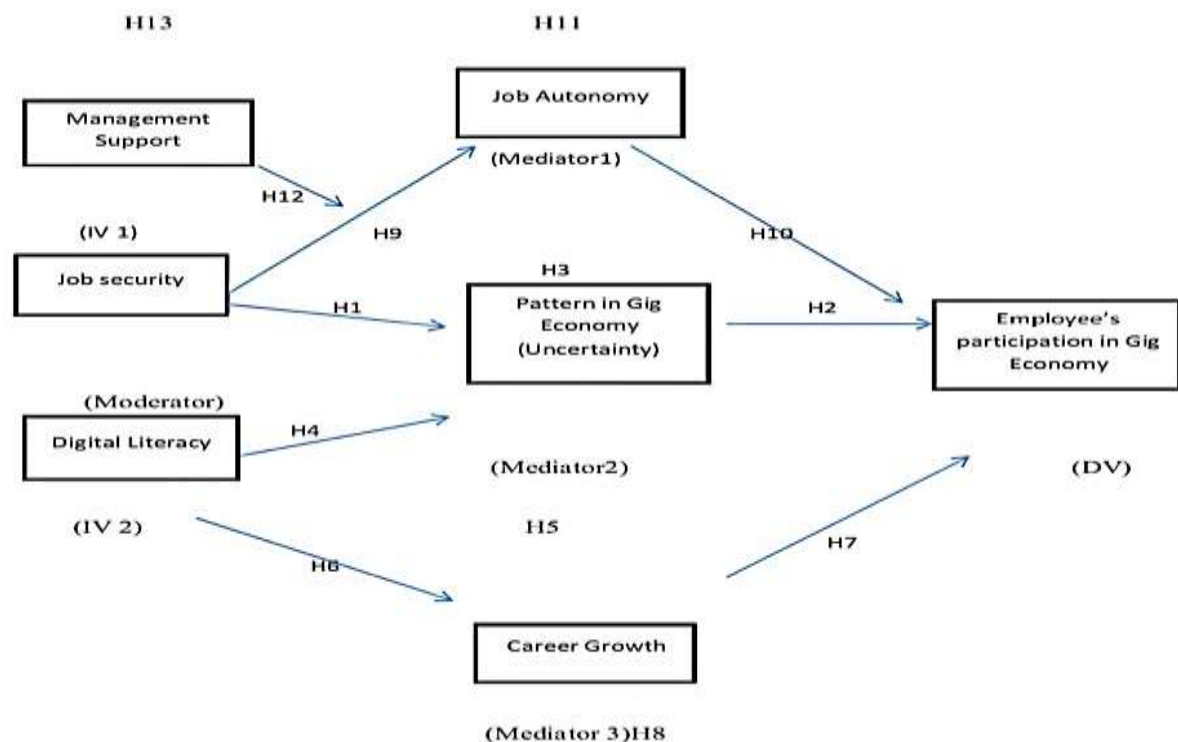 H13
H11
Management
Support
Job Autonomy
(Mediator1)
H12
H9
H10
(IV 1)
Job security
H1
H3
Pattern in Gig
Economy
(Uncertainty)
H2
Employee's
participation in Gig
Economy
(Moderator)
Digital Literacy
H4
(Mediator2)
(DV)
(IV 2)
H5
H6
H7
Career Growth
(Mediator 3)H8